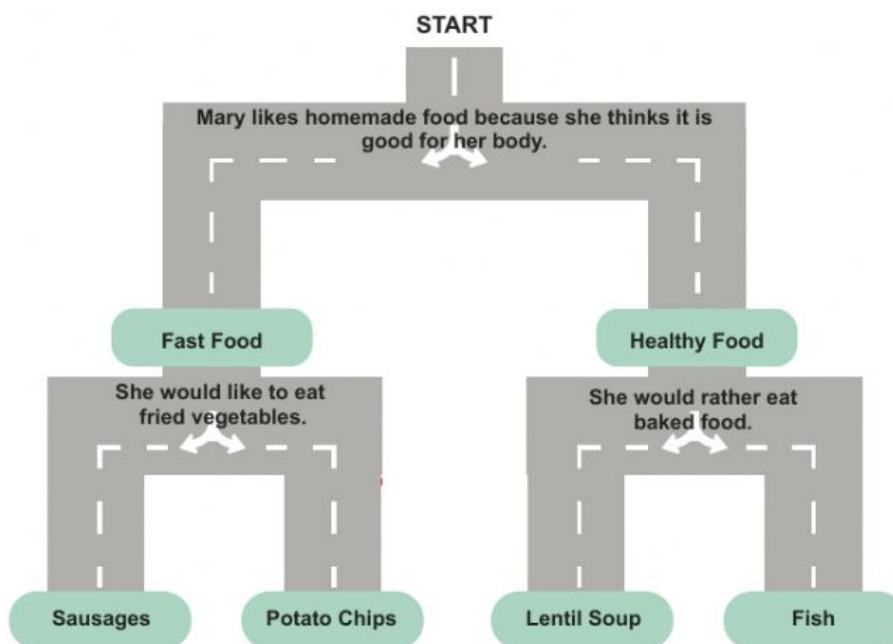 START
Mary likes homemade food because she thinks it is
good for her body.
Fast Food
Healthy Food
She would like to eat
fried vegetables.
She would rather eat
baked food.
Sausages
Potato Chips
Lentil Soup
Fish